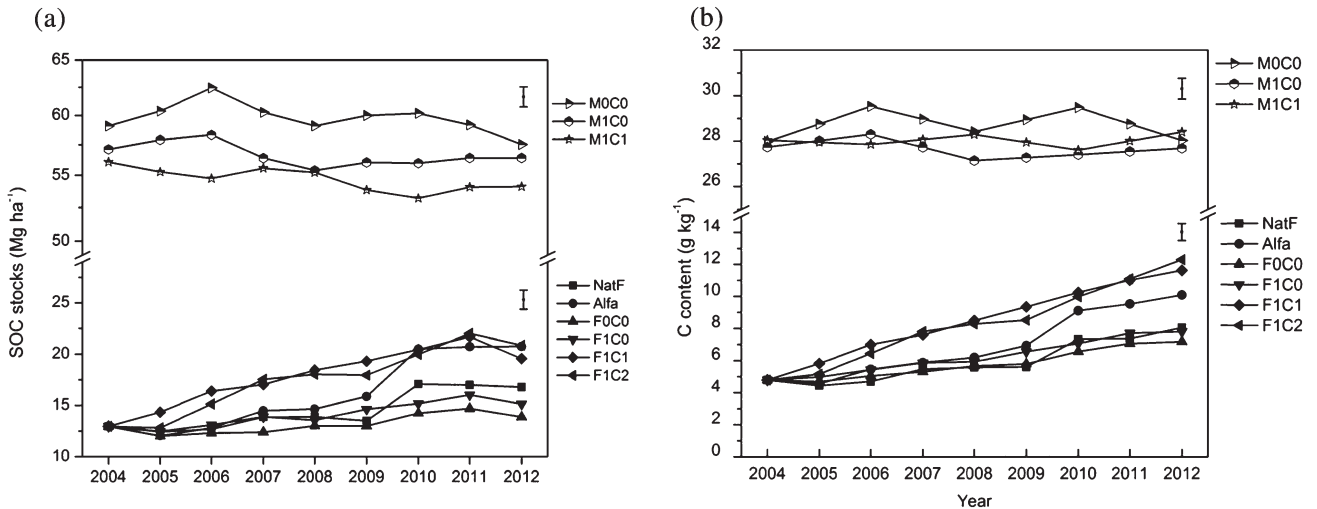 (a)
65
60
55
50
25
20
15
10
SOC stocks (Mg ha⁻¹)
2004 2005 2006 2007 2008 2009 2010 2011 2012
M0C0
M1C0
M1C1
NatF
Alfa
F0C0
F1C0
F1C1
F1C2
(b)
32
30
28
26
14
12
10
8
6
4
2
0
C content (g kg⁻¹)
2004 2005 2006 2007 2008 2009 2010 2011 2012
Year
M0C0
M1C0
M1C1
NatF
Alfa
F0C0
F1C0
F1C1
F1C2